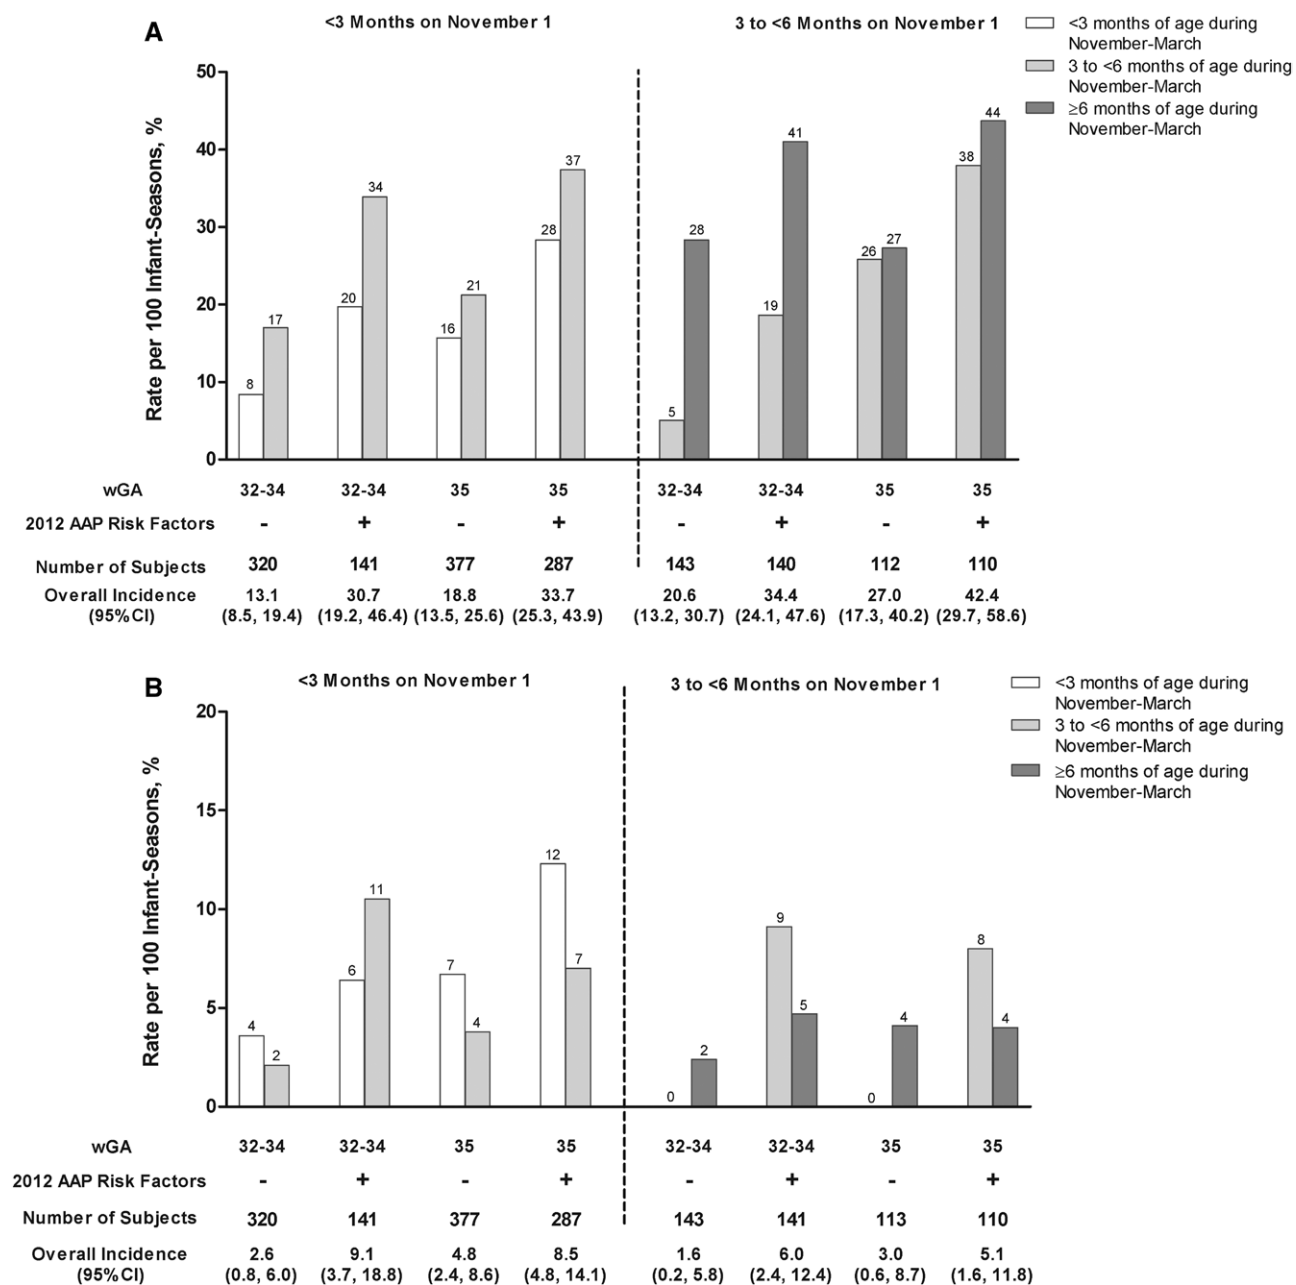 A
<3 Months on November 1
3 to <6 Months on November 1
<3 months of age during
November-March
3 to <6 months of age during
November-March
≥6 months of age during
November-March
Rate per 100 Infant-Seasons, %
50
40
30
20
10
0
8 17 20 34 16 21 28 37 5 28 19 41 26 27 38 44
wGA 32-34 32-34 35 35 32-34 32-34 35 35
2012 AAP Risk Factors - + - + - + - +
Number of Subjects 320 141 377 287 143 140 112 110
Overall Incidence 13.1 30.7 18.8 33.7 20.6 34.4 27.0 42.4
(95%CI) (8.5, 19.4) (19.2, 46.4) (13.5, 25.6) (25.3, 43.9) (13.2, 30.7) (24.1, 47.6) (17.3, 40.2) (29.7, 58.6)
B
<3 Months on November 1
3 to <6 Months on November 1
<3 months of age during
November-March
3 to <6 months of age during
November-March
≥6 months of age during
November-March
Rate per 100 Infant-Seasons, %
20
15
10
5
0
4 2 6 11 7 4 12 7 0 2 9 5 0 4 8 4
wGA 32-34 32-34 35 35 32-34 32-34 35 35
2012 AAP Risk Factors - + - + - + - +
Number of Subjects 320 141 377 287 143 141 113 110
Overall Incidence 2.6 9.1 4.8 8.5 1.6 6.0 3.0 5.1
(95%CI) (0.8, 6.0) (3.7, 18.8) (2.4, 8.6) (4.8, 14.1) (0.2, 5.8) (2.4, 12.4) (0.6, 8.7) (1.6, 11.8)